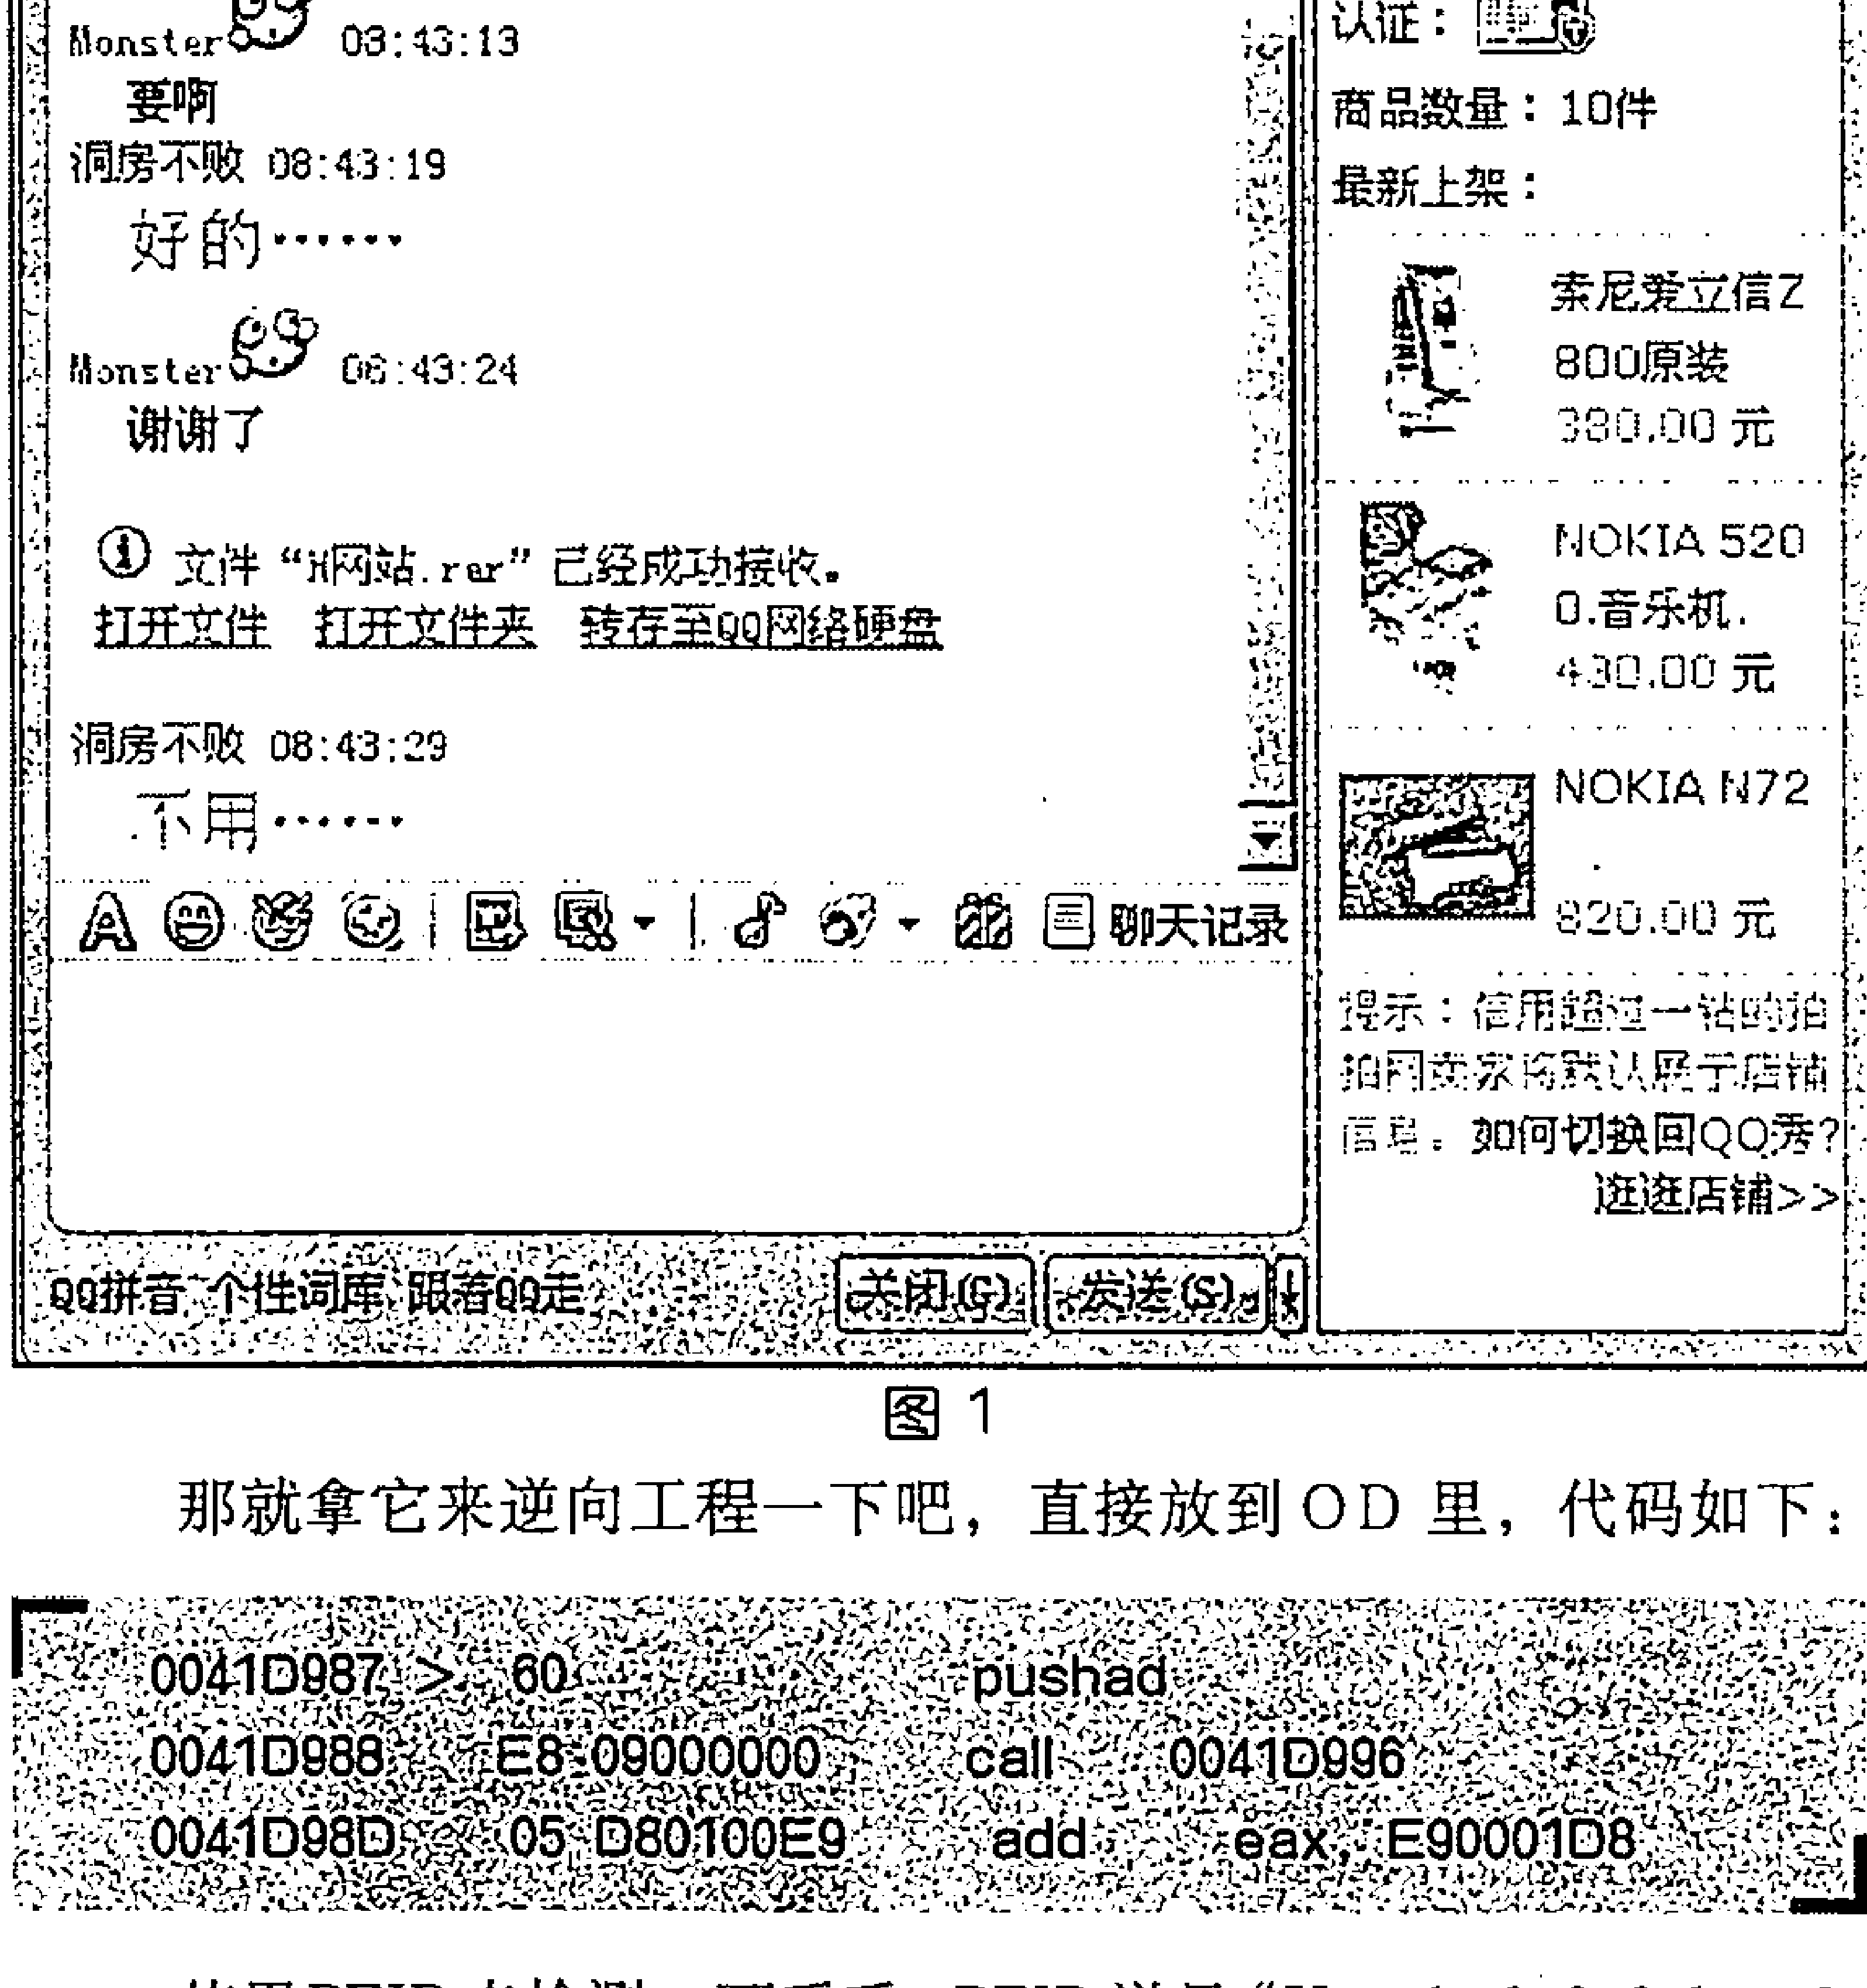 Monster 08:43:13
要啊
洞房不败 08:43:19
好的······
Monster 08:43:24
谢谢了
文件“H网站.rar”已经成功接收。
打开文件 打开文件夹 转存至QQ网络硬盘
洞房不败 08:43:29
不用······
聊天记录
QQ拼音 个性词库 跟着QQ走
关闭(C) 发送(S)
认证：
商品数量：10件
最新上架：
索尼爱立信Z
800原装
380.00 元
NOKIA 520
0.音乐机.
430.00 元
NOKIA N72
.
820.00 元
提示：信用超过一钻的拍
拍网卖家将默认展示店铺
信息。如何切换回QQ秀?
逛逛店铺>>
图 1
那就拿它来逆向工程一下吧，直接放到 OD 里，代码如下：
0041D987 > 60 pushad
0041D988 E8 09000000 call 0041D996
0041D98D 05 D80100E9 add eax, E90001D8